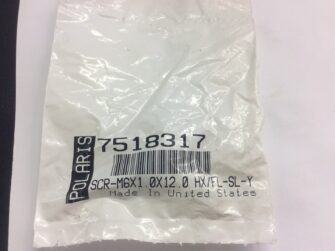 POLARIS
7518317
SCR-M6X1.0X12.0 HX/FL-SL-Y
Made In United States